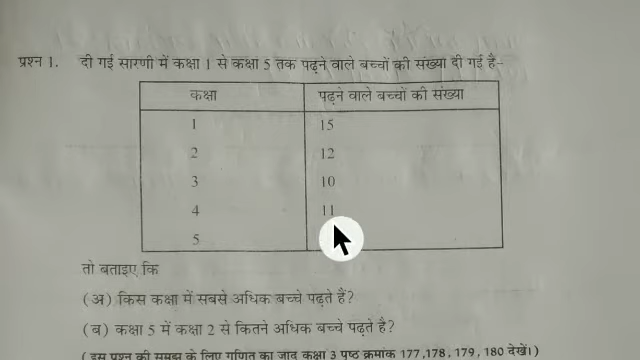 प्रश्न 1. दी गई सारणी में कक्षा 1 से कक्षा 5 तक पढ़ने वाले बच्चों की संख्या दी गई है-
कक्षा पढ़ने वाले बच्चों की संख्या
1 15
2 12
3 10
4 11
5
तो बताइए कि
(अ) किस कक्षा में सबसे अधिक बच्चे पढ़ते हैं?
(ब) कक्षा 5 में कक्षा 2 से कितने अधिक बच्चे पढ़ते है?
(इस प्रश्न की समझ के लिए गणित का जादू कक्षा 3 पृष्ठ क्रमांक 177,178, 179, 180 देखें।)